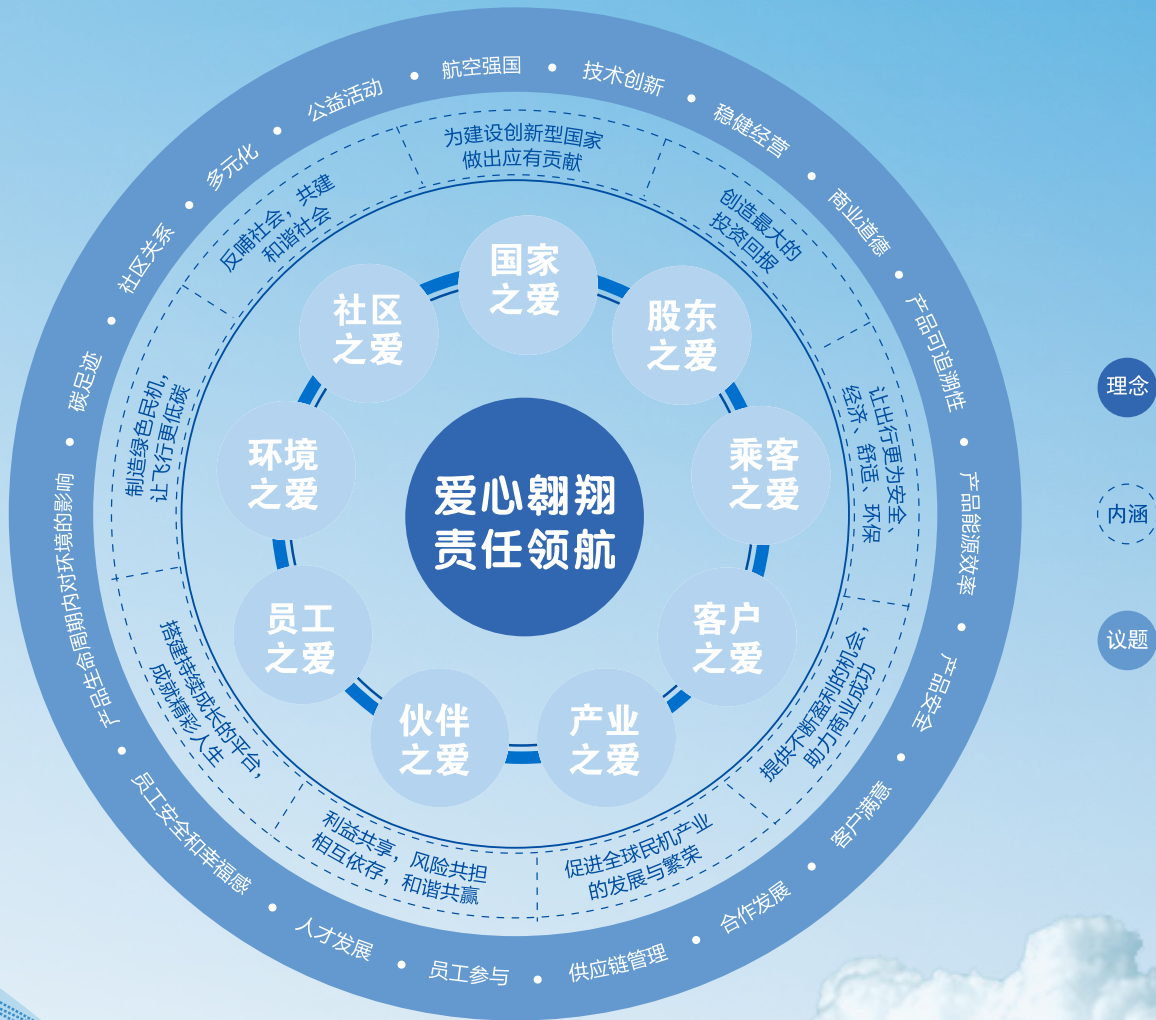 爱心翱翔
责任领航
国家
之爱
股东
之爱
乘客
之爱
客户
之爱
产业
之爱
伙伴
之爱
员工
之爱
环境
之爱
社区
之爱
为建设创新型国家
做出应有贡献
创造最大的
投资回报
让出行更为安全、
经济、舒适、环保
提供不断盈利的机会，
助力商业成功
促进全球民机产业
的发展与繁荣
利益共享，风险共担
相互依存，和谐共赢
搭建持续成长的平台，
成就精彩人生
制造绿色民机，
让飞行更低碳
反哺社会，共建
和谐社会
航空强国
技术创新
稳健经营
商业道德
产品可追溯性
产品能源效率
产品安全
客户满意
合作发展
供应链管理
员工参与
人才发展
员工安全和幸福感
产品生命周期内对环境的影响
碳足迹
社区关系
多元化
公益活动
理念
内涵
议题